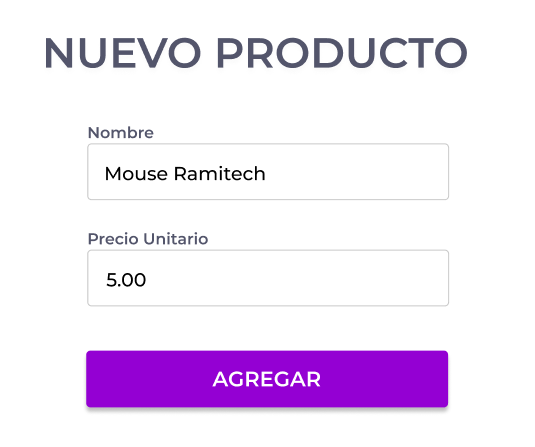 NUEVO PRODUCTO
Nombre
Mouse Ramitech
Precio Unitario
5.00
AGREGAR